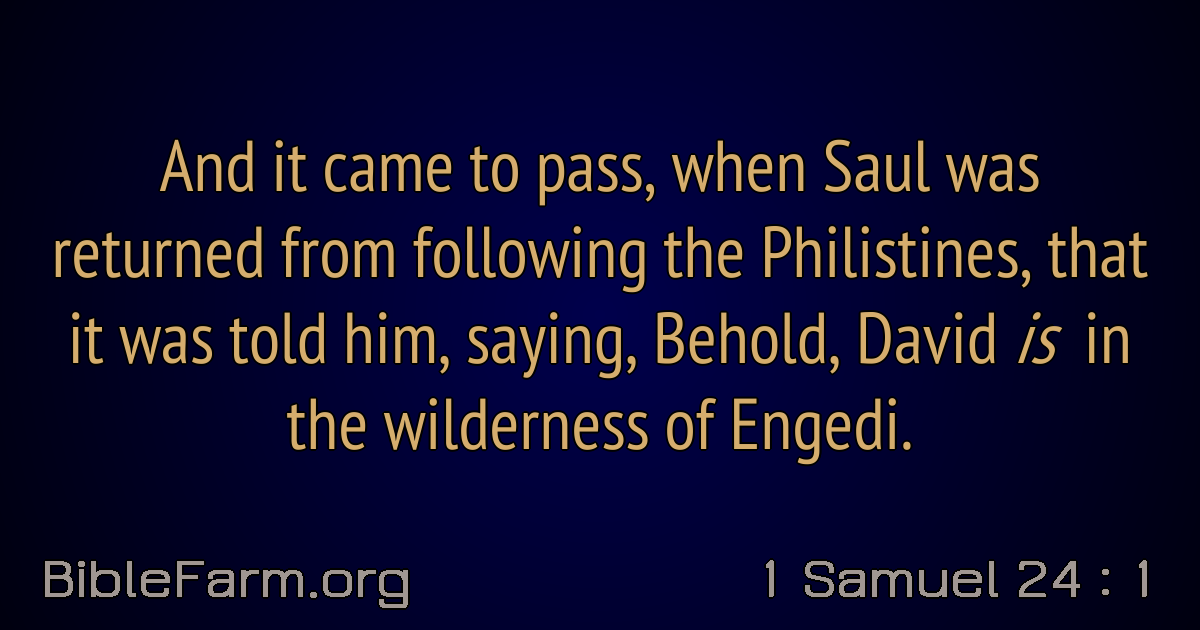 And it came to pass, when Saul was
returned from following the Philistines, that
it was told him, saying, Behold, David is in
the wilderness of Engedi.
BibleFarm.org
1 Samuel 24 : 1